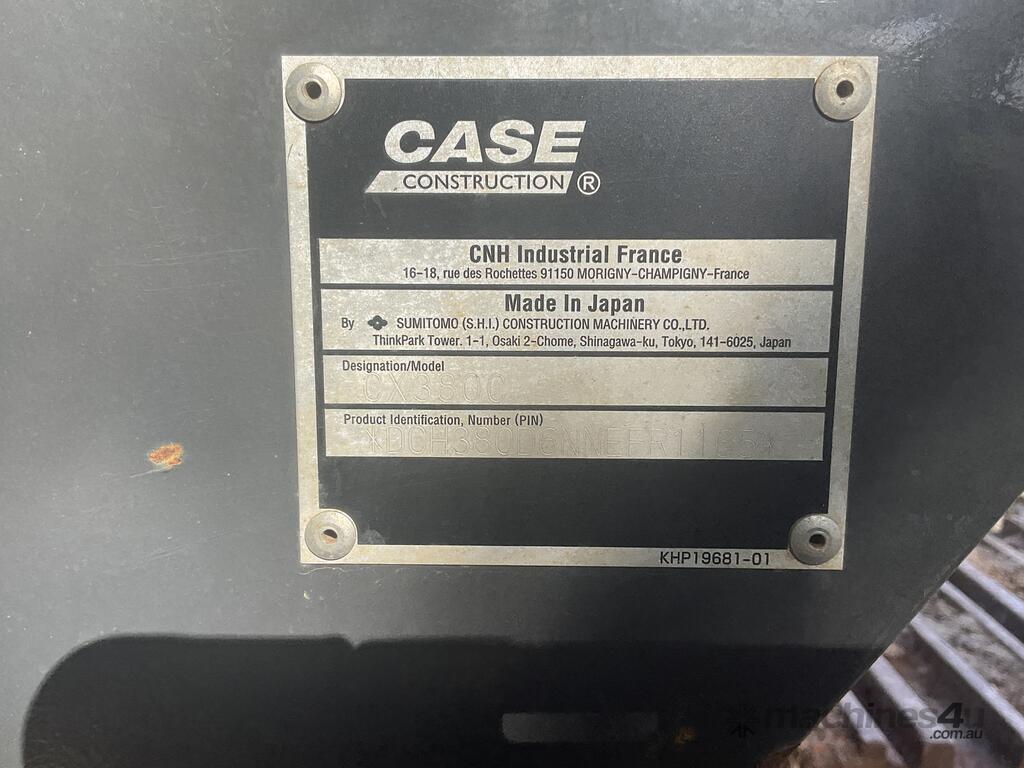 CASE
CONSTRUCTION ®
CNH Industrial France
16-18, rue des Rochettes 91150 MORIGNY-CHAMPIGNY-France
Made In Japan
By SUMITOMO (S.H.I.) CONSTRUCTION MACHINERY CO.,LTD.
ThinkPark Tower. 1-1, Osaki 2-Chome, Shinagawa-ku, Tokyo, 141-6025, Japan
Designation/Model
CX380C
Product Identification, Number (PIN)
KHP19681-01
machines4u
.com.au